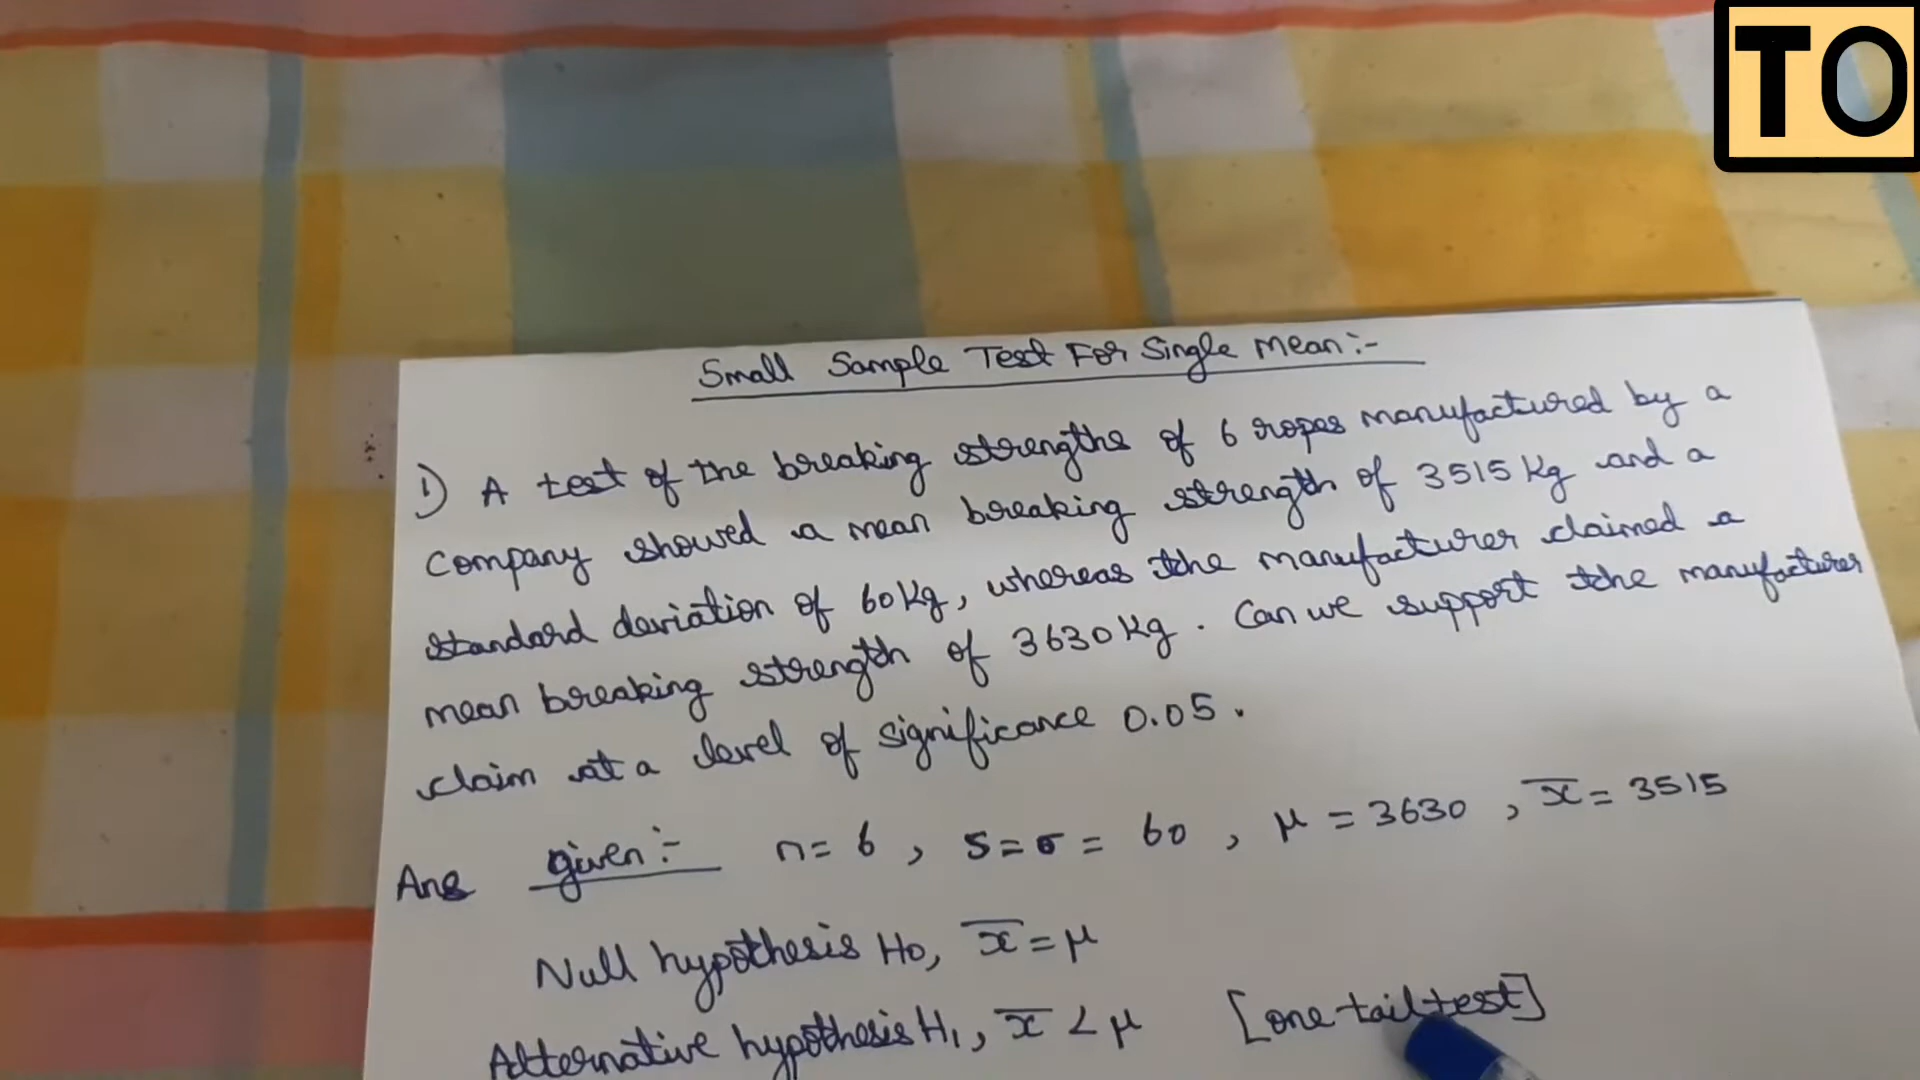 TO
Small Sample Test For Single Mean:-
1) A test of the breaking strengths of 6 ropes manufactured by a
company showed a mean breaking strength of 3515 Kg and a
standard deviation of 60 Kg, whereas the manufacturer claimed a
mean breaking strength of 3630 Kg. Can we support the manufacturer
claim at a level of significance 0.05.
Ans given:- n = 6, S = σ = 60, μ = 3630, x̄ = 3515
Null hypothesis H₀, x̄ = μ
Alternative hypothesis H₁, x̄ < μ [one-tail test]